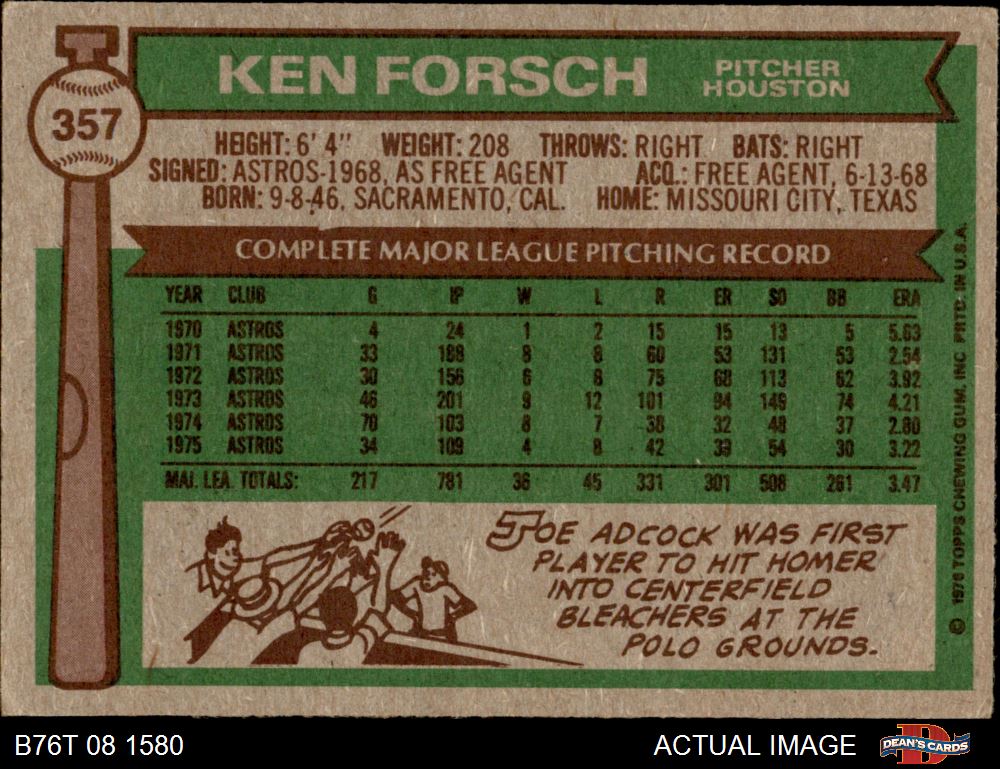 KEN FORSCH
PITCHER
HOUSTON
357
HEIGHT: 6' 4" WEIGHT: 208 THROWS: RIGHT BATS: RIGHT
SIGNED: ASTROS-1968, AS FREE AGENT ACQ.: FREE AGENT, 6-13-68
BORN: 9-8-46, SACRAMENTO, CAL. HOME: MISSOURI CITY, TEXAS
COMPLETE MAJOR LEAGUE PITCHING RECORD
YEAR CLUB G IP W L R ER SO BB ERA
1970 ASTROS 4 24 1 2 15 15 13 5 5.63
1971 ASTROS 33 188 8 8 60 53 131 53 2.54
1972 ASTROS 30 156 6 8 75 68 113 62 3.92
1973 ASTROS 46 201 9 12 101 94 149 74 4.21
1974 ASTROS 70 103 8 7 38 32 48 37 2.80
1975 ASTROS 34 109 4 8 42 39 54 30 3.22
MAJ. LEA. TOTALS: 217 781 36 45 331 301 508 261 3.47
JOE ADCOCK WAS FIRST
PLAYER TO HIT HOMER
INTO CENTERFIELD
BLEACHERS AT THE
POLO GROUNDS.
© 1976 TOPPS CHEWING GUM, INC. PRTD. IN U.S.A.
B76T 08 1580
ACTUAL IMAGE
DEAN'S CARDS